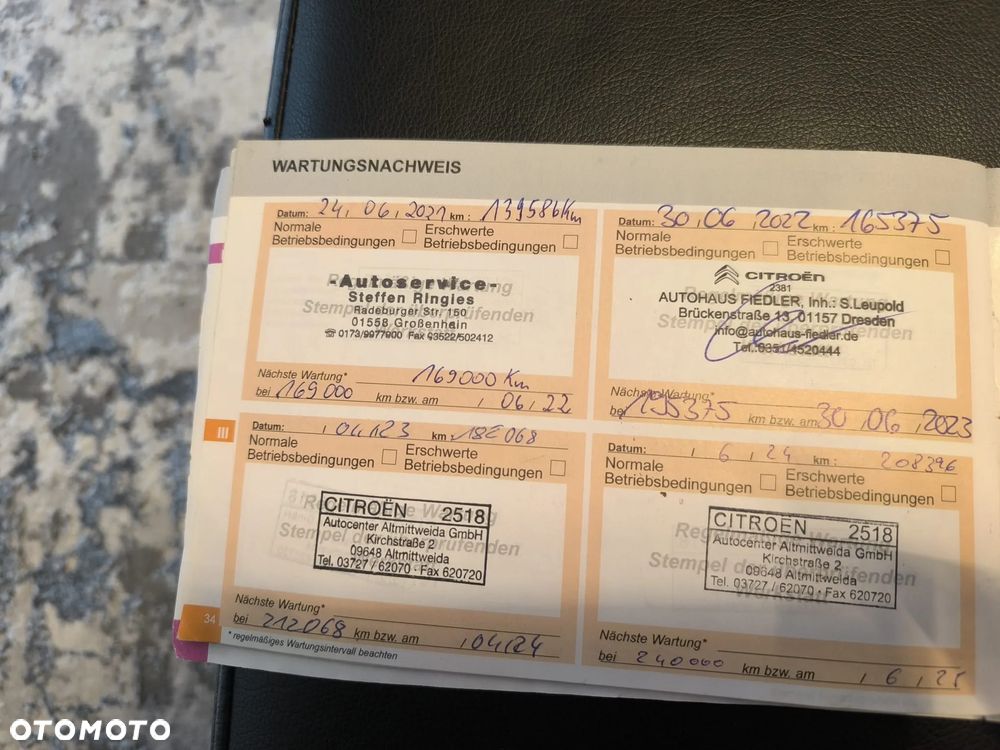 WARTUNGSNACHWEIS
Datum: 24.06.2021 km: 139586 Km
Normale Betriebsbedingungen
Erschwerte Betriebsbedingungen
-Autoservice-
Steffen Ringies
Radeburger Str. 150
01558 Großenhain
☎ 0173/9977900 Fax 03522/502412
Nächste Wartung* 169000 Km
bei 169 000 km bzw. am . 06.22
Datum: 30.06.2022 km: 165375
Normale Betriebsbedingungen
Erschwerte Betriebsbedingungen
CITROËN
2381
AUTOHAUS FIEDLER, Inh.: S.Leupold
Brückenstraße 13, 01157 Dresden
info@autohaus-fiedler.de
Tel.:0351/4520444
Nächste Wartung*
bei 195375 km bzw. am 30.06.2023
Datum: . 04.23 km: 182068
Normale Betriebsbedingungen
Erschwerte Betriebsbedingungen
CITROËN 2518
Autocenter Altmittweida GmbH
Kirchstraße 2
09648 Altmittweida
Tel. 03727 / 62070 · Fax 620720
Nächste Wartung*
bei 212068 km bzw. am . 04.24
* regelmäßiges Wartungsintervall beachten
Datum: . 6 . 24 km: 208396
Normale Betriebsbedingungen
Erschwerte Betriebsbedingungen
CITROËN 2518
Autocenter Altmittweida GmbH
Kirchstraße 2
09648 Altmittweida
Tel. 03727 / 62070 · Fax 620720
Nächste Wartung*
bei 240000 km bzw. am . 6 . 25
III
34
OTOMOTO